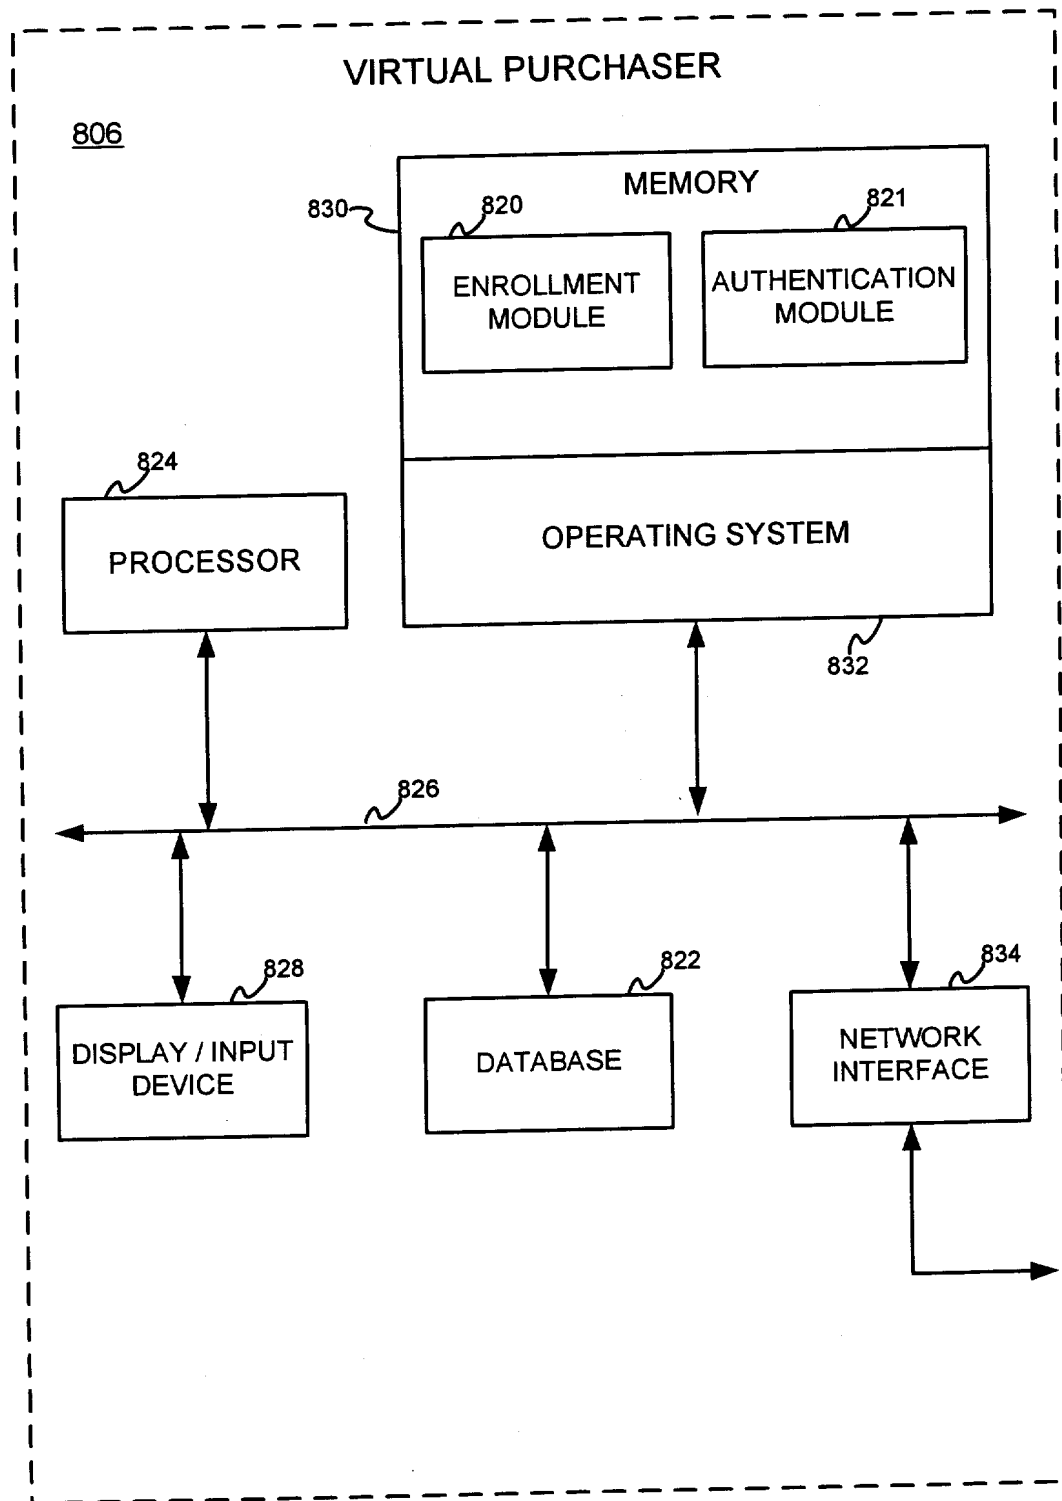 VIRTUAL PURCHASER
806
MEMORY
830
820
821
ENROLLMENT
MODULE
AUTHENTICATION
MODULE
824
PROCESSOR
OPERATING SYSTEM
832
826
828
822
834
DISPLAY / INPUT
DEVICE
DATABASE
NETWORK
INTERFACE